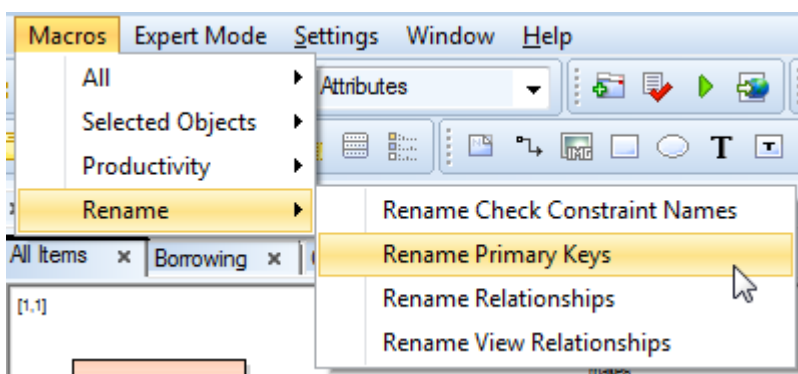 Macros Expert Mode Settings Window Help
All
Attributes
Selected Objects
Productivity
IMG T T
Rename
Rename Check Constraint Names
All Items x Borrowing x
Rename Primary Keys
[1,1]
Rename Relationships
Rename View Relationships